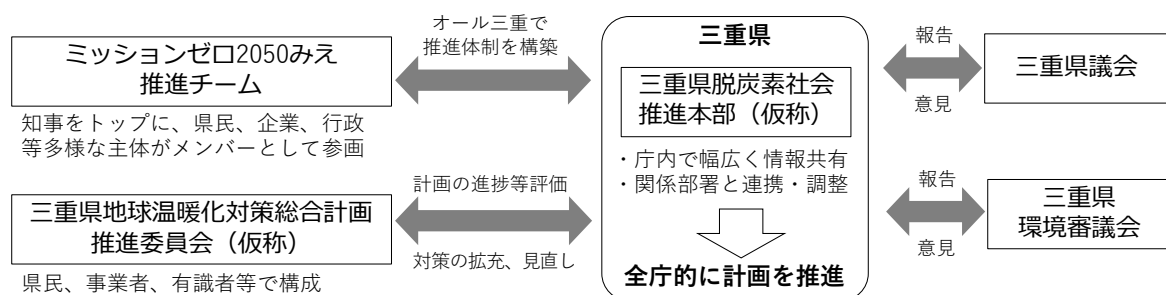 ミッションゼロ2050みえ
推進チーム
知事をトップに、県民、企業、行政
等多様な主体がメンバーとして参画
三重県地球温暖化対策総合計画
推進委員会（仮称）
県民、事業者、有識者等で構成
オール三重で
推進体制を構築
計画の進捗等評価
対策の拡充、見直し
三重県
三重県脱炭素社会
推進本部（仮称）
・庁内で幅広く情報共有
・関係部署と連携・調整
全庁的に計画を推進
報告
意見
三重県議会
報告
意見
三重県
環境審議会